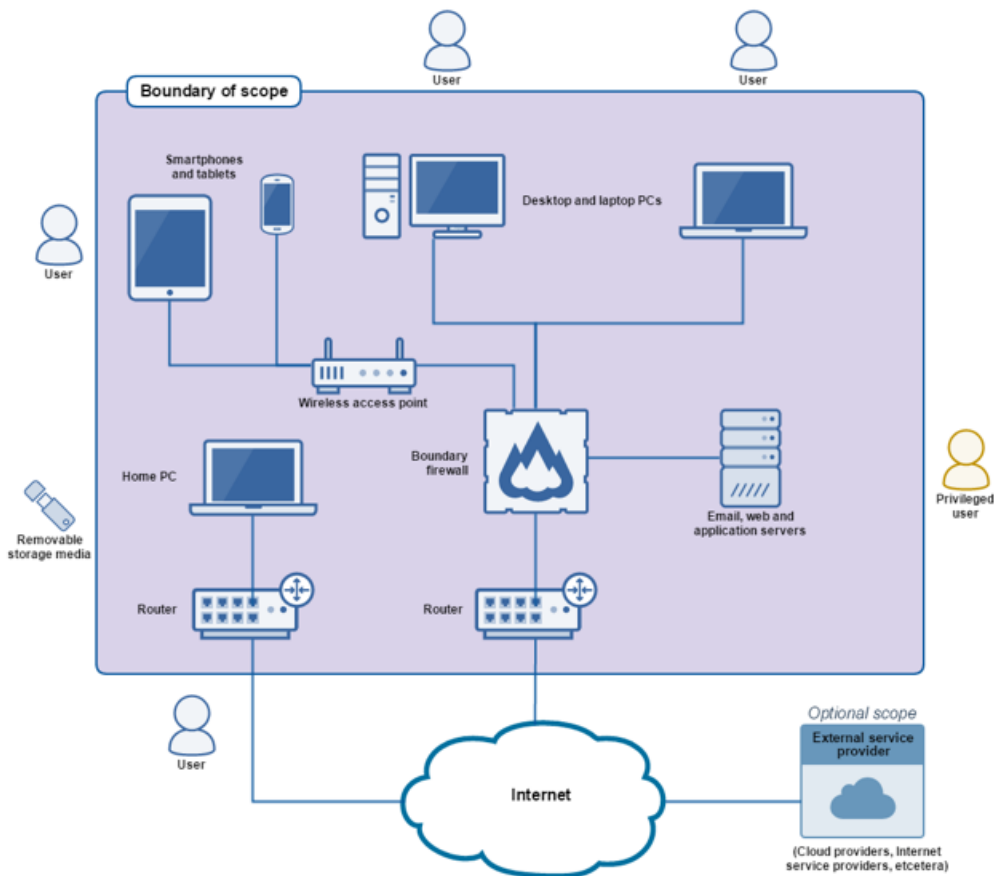 User
User
Boundary of scope
Smartphones
and tablets
Desktop and laptop PCs
User
Wireless access point
Boundary
firewall
Home PC
Email, web and
application servers
Privileged
user
Removable
storage media
Router
Router
User
Optional scope
External service
provider
Internet
(Cloud providers, Internet
service providers, etcetera)